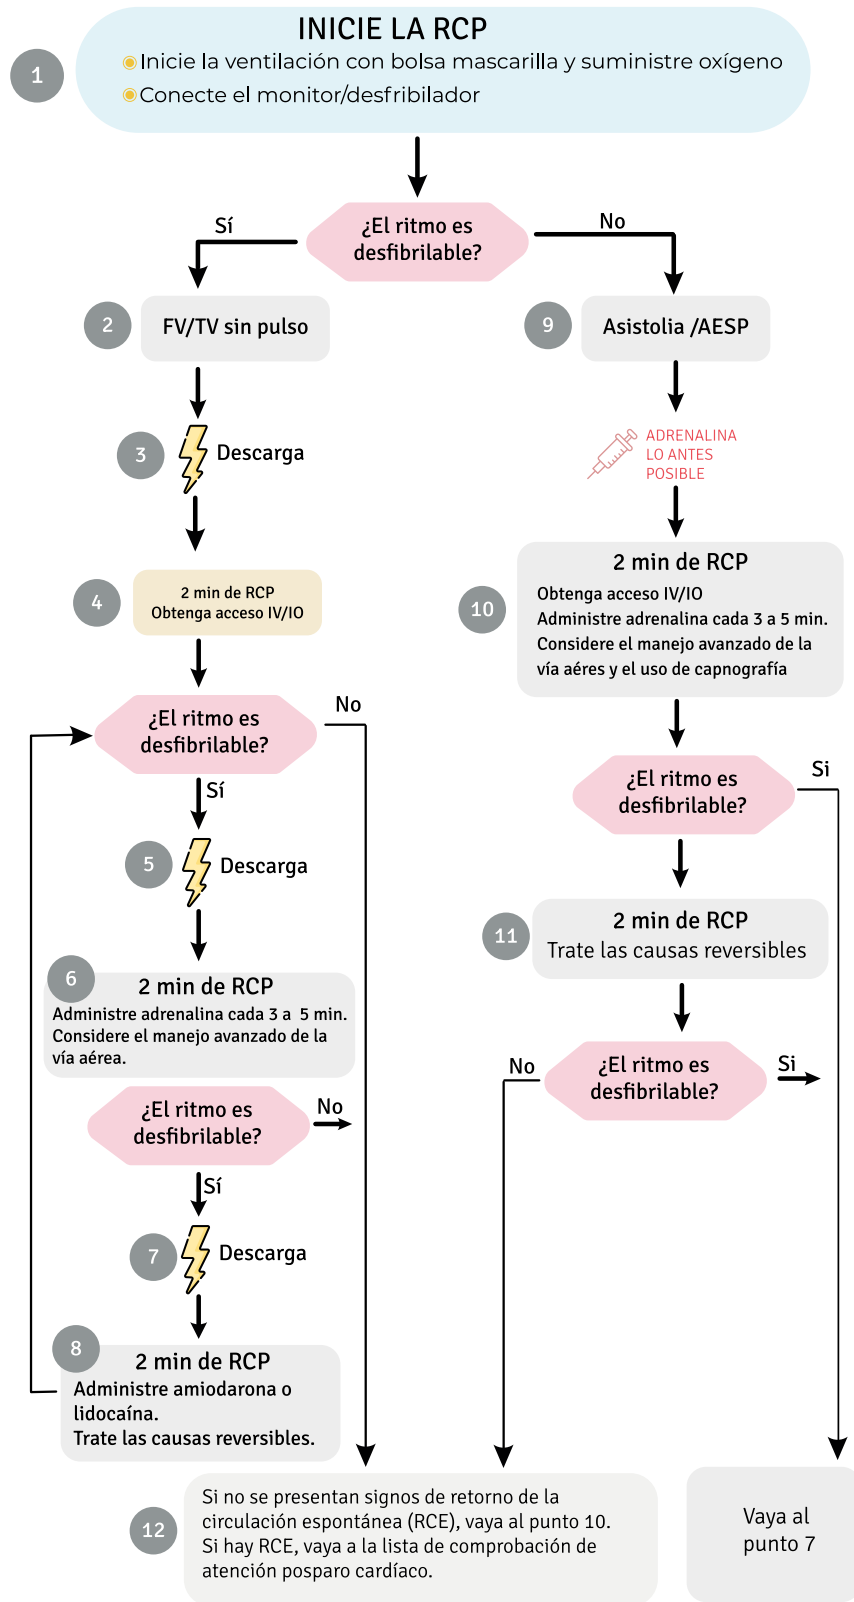 INICIE LA RCP
Inicie la ventilación con bolsa mascarilla y suministre oxígeno
Conecte el monitor/desfribilador
1
¿El ritmo es
desfibrilable?
Sí
No
2
FV/TV sin pulso
9
Asistolia /AESP
3
Descarga
ADRENALINA
LO ANTES
POSIBLE
4
2 min de RCP
Obtenga acceso IV/IO
10
2 min de RCP
Obtenga acceso IV/IO
Administre adrenalina cada 3 a 5 min.
Considere el manejo avanzado de la
vía aéres y el uso de capnografía
¿El ritmo es
desfibrilable?
No
Sí
¿El ritmo es
desfibrilable?
Si
5
Descarga
11
2 min de RCP
Trate las causas reversibles
6
2 min de RCP
Administre adrenalina cada 3 a 5 min.
Considere el manejo avanzado de la
vía aérea.
¿El ritmo es
desfibrilable?
No
Si
¿El ritmo es
desfibrilable?
No
Sí
7
Descarga
8
2 min de RCP
Administre amiodarona o
lidocaína.
Trate las causas reversibles.
12
Si no se presentan signos de retorno de la
circulación espontánea (RCE), vaya al punto 10.
Si hay RCE, vaya a la lista de comprobación de
atención posparo cardíaco.
Vaya al
punto 7